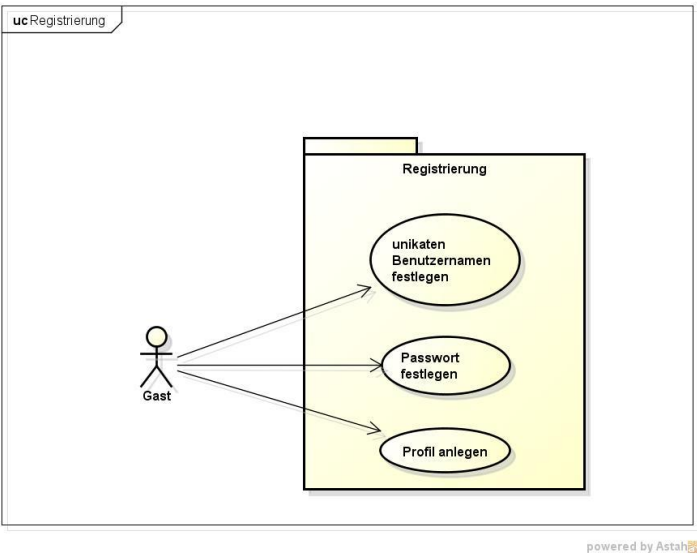 uc Registrierung
Registrierung
unikaten
Benutzernamen
festlegen
Passwort
festlegen
Gast
Profil anlegen
powered by Astah